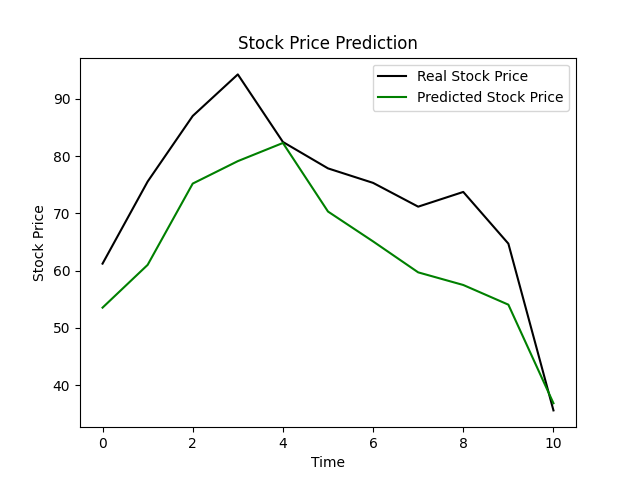 Stock Price Prediction
Real Stock Price
Predicted Stock Price
Stock Price
90
80
70
60
50
40
0 2 4 6 8 10
Time